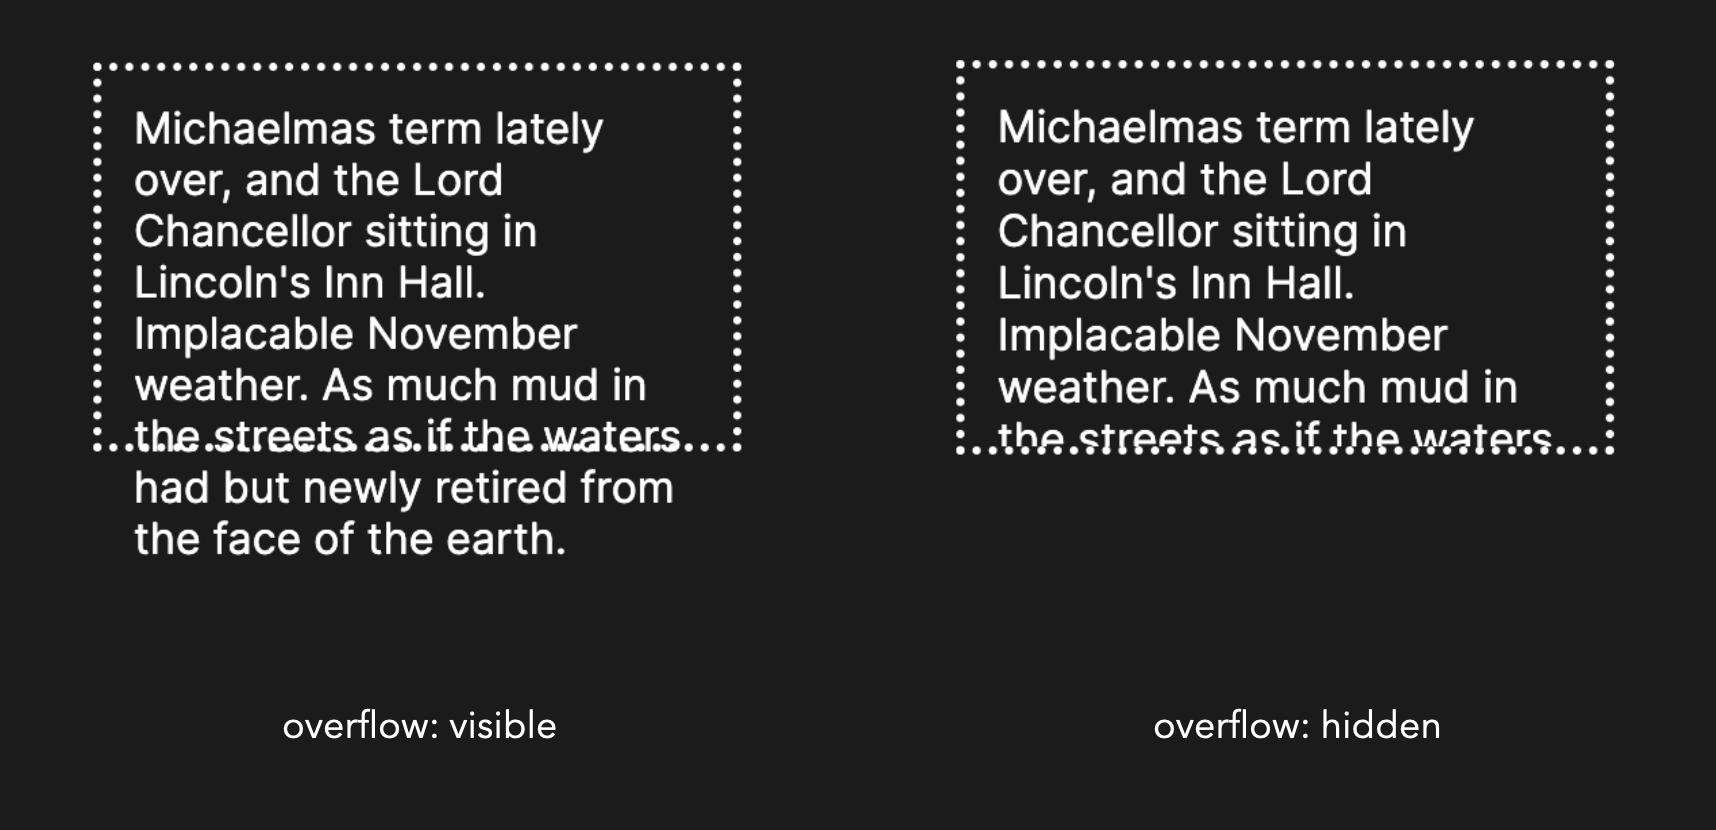 Michaelmas term lately
over, and the Lord
Chancellor sitting in
Lincoln's Inn Hall.
Implacable November
weather. As much mud in
the streets as if the waters
had but newly retired from
the face of the earth.
overflow: visible
Michaelmas term lately
over, and the Lord
Chancellor sitting in
Lincoln's Inn Hall.
Implacable November
weather. As much mud in
the streets as if the waters
overflow: hidden